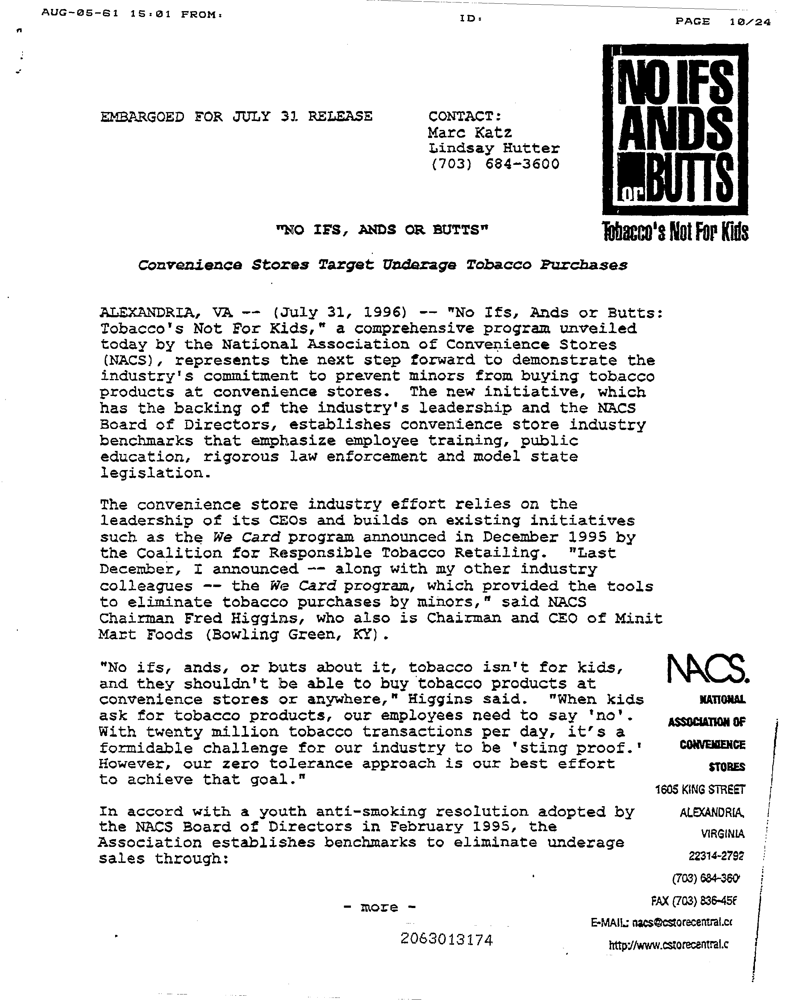 AUG-05-61 15:01 FROM: ID: PAGE 10/24
NO IFS
ANDS
or BUTTS
Tobacco's Not For Kids
EMBARGOED FOR JULY 31 RELEASE
CONTACT:
Marc Katz
Lindsay Hutter
(703) 684-3600
"NO IFS, ANDS OR BUTTS"
Convenience Stores Target Underage Tobacco Purchases
ALEXANDRIA, VA -- (July 31, 1996) -- "No Ifs, Ands or Butts:
Tobacco's Not For Kids," a comprehensive program unveiled
today by the National Association of Convenience Stores
(NACS), represents the next step forward to demonstrate the
industry's commitment to prevent minors from buying tobacco
products at convenience stores. The new initiative, which
has the backing of the industry's leadership and the NACS
Board of Directors, establishes convenience store industry
benchmarks that emphasize employee training, public
education, rigorous law enforcement and model state
legislation.
The convenience store industry effort relies on the
leadership of its CEOs and builds on existing initiatives
such as the We Card program announced in December 1995 by
the Coalition for Responsible Tobacco Retailing. "Last
December, I announced -- along with my other industry
colleagues -- the We Card program, which provided the tools
to eliminate tobacco purchases by minors," said NACS
Chairman Fred Higgins, who also is Chairman and CEO of Minit
Mart Foods (Bowling Green, KY).
"No ifs, ands, or buts about it, tobacco isn't for kids,
and they shouldn't be able to buy tobacco products at
convenience stores or anywhere," Higgins said. "When kids
ask for tobacco products, our employees need to say 'no'.
With twenty million tobacco transactions per day, it's a
formidable challenge for our industry to be 'sting proof.'
However, our zero tolerance approach is our best effort
to achieve that goal."
In accord with a youth anti-smoking resolution adopted by
the NACS Board of Directors in February 1995, the
Association establishes benchmarks to eliminate underage
sales through:
- more -
2063013174
NACS.
NATIONAL
ASSOCIATION OF
CONVENIENCE
STORES
1605 KING STREET
ALEXANDRIA,
VIRGINIA
22314-2792
(703) 684-360
FAX (703) 836-456
E-MAIL: nacs@cstorecentral.c
http://www.cstorecentral.c